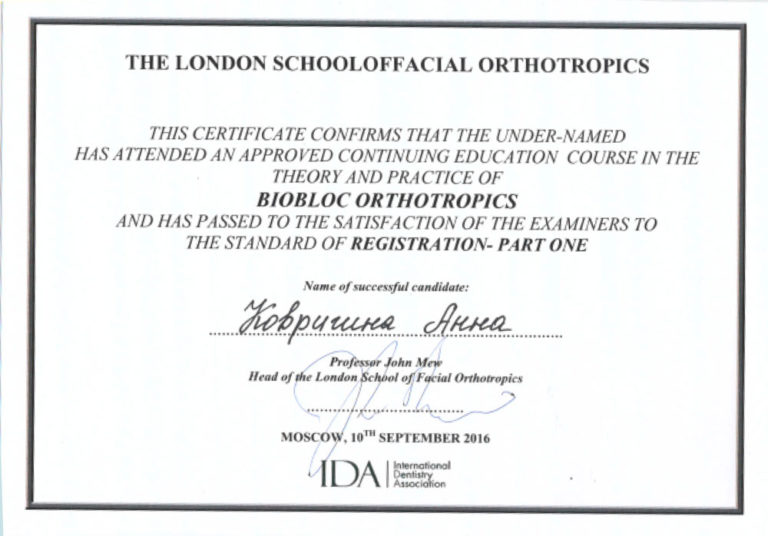 THE LONDON SCHOOLOFFACIAL ORTHOTROPICS
THIS CERTIFICATE CONFIRMS THAT THE UNDER-NAMED
HAS ATTENDED AN APPROVED CONTINUING EDUCATION COURSE IN THE
THEORY AND PRACTICE OF
BIOBLOC ORTHOTROPICS
AND HAS PASSED TO THE SATISFACTION OF THE EXAMINERS TO
THE STANDARD OF REGISTRATION- PART ONE
Name of successful candidate:
Ковригина Анна
Professor John Mew
Head of the London School of Facial Orthotropics
MOSCOW, 10TH SEPTEMBER 2016
IDA
International
Dentistry
Association